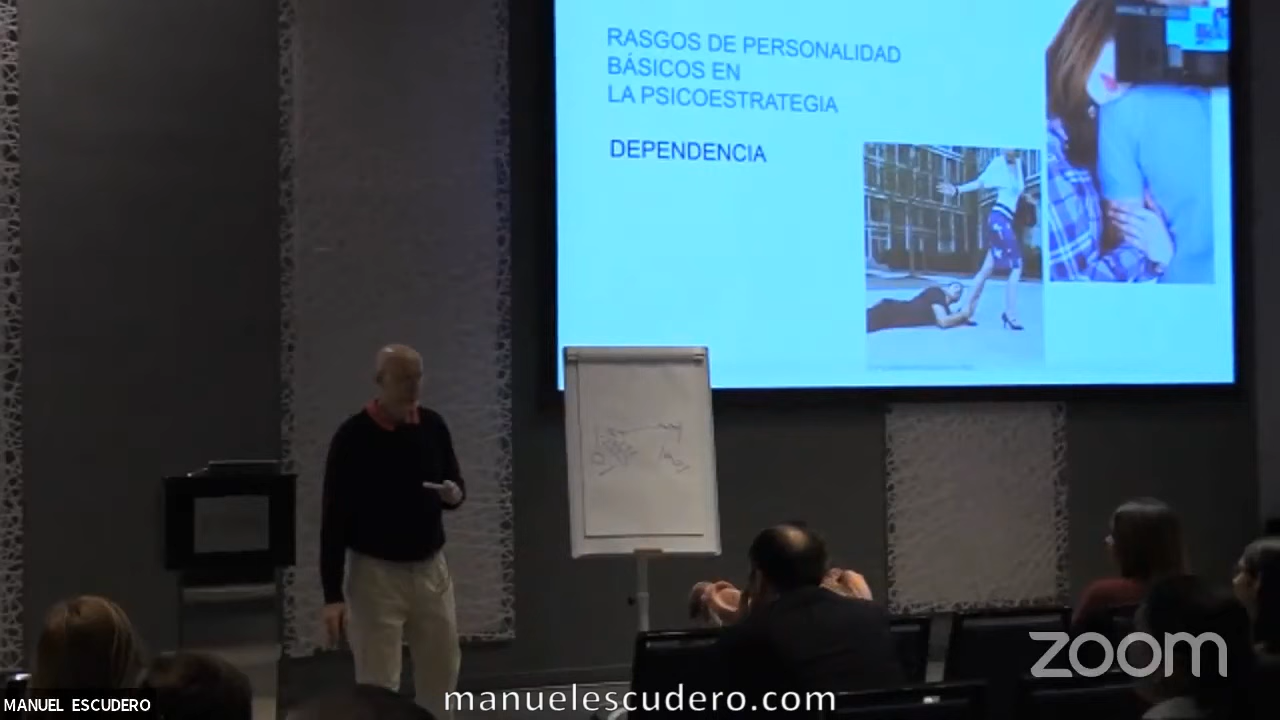 RASGOS DE PERSONALIDAD
BÁSICOS EN
LA PSICOESTRATEGIA
DEPENDENCIA
zoom
MANUEL ESCUDERO
manuelescudero.com